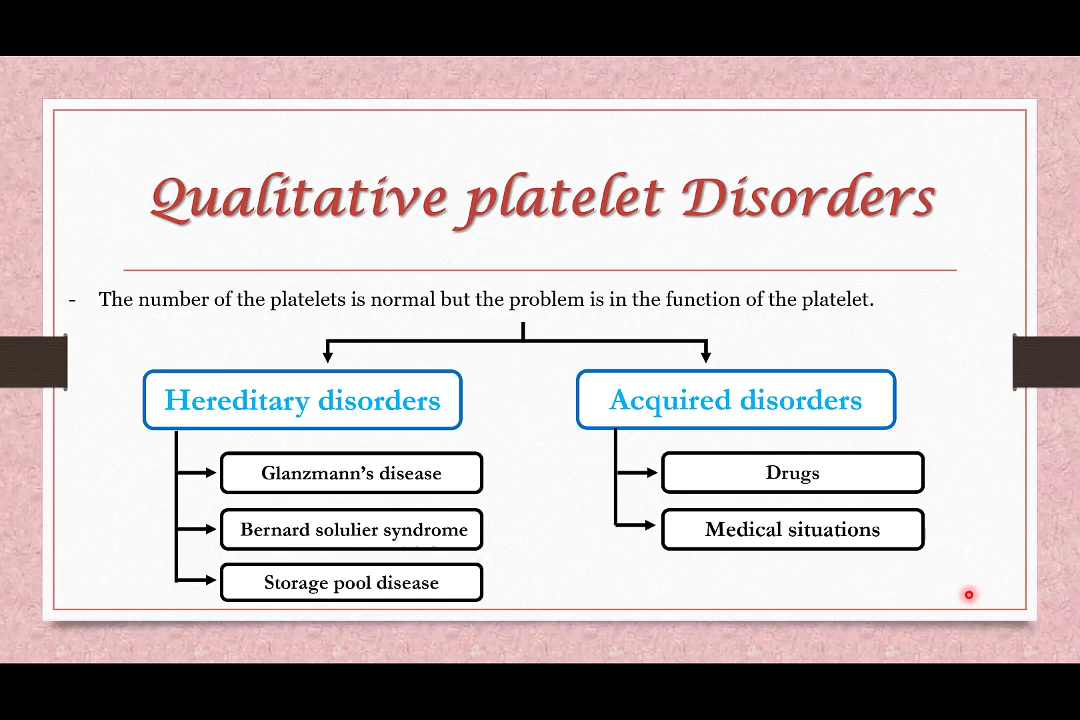 Qualitative platelet Disorders
- The number of the platelets is normal but the problem is in the function of the platelet.
Hereditary disorders
Glanzmann's disease
Bernard solulier syndrome
Storage pool disease
Acquired disorders
Drugs
Medical situations